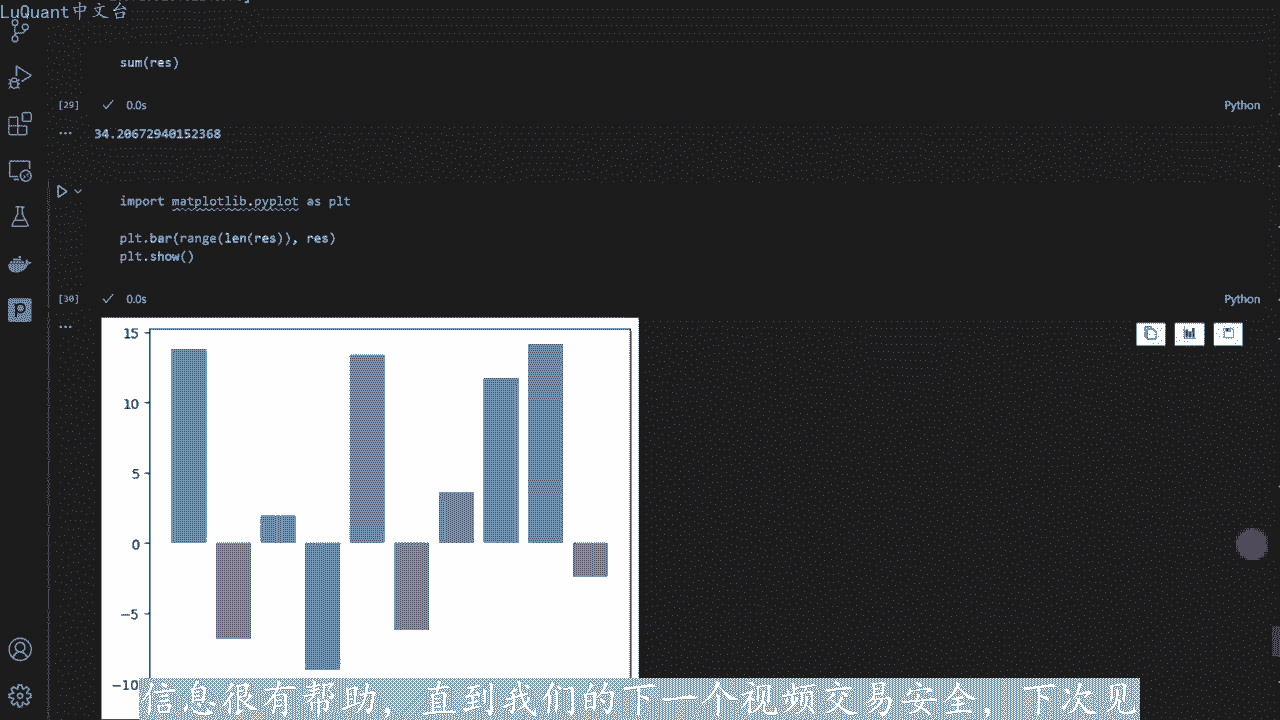 LuQuant中文台
sum(res)
[29]
0.0s
Python
34.20672940152368
import matplotlib.pyplot as plt
plt.bar(range(len(res)), res)
plt.show()
[30]
0.0s
Python
15
10
5
0
−5
−10
信息很有帮助，直到我们的下一个视频交易安全，下次见